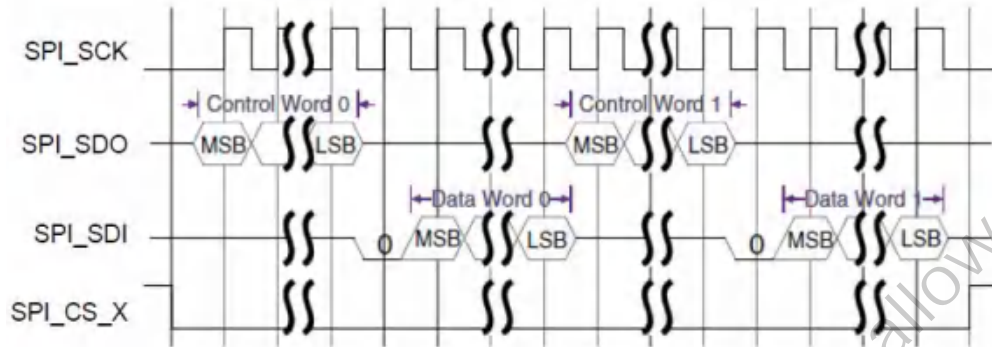 SPI_SCK
Control Word 0 Control Word 1
SPI_SDO MSB LSB MSB LSB
Data Word 0 Data Word 1
SPI_SDI 0 MSB LSB 0 MSB LSB
SPI_CS_X